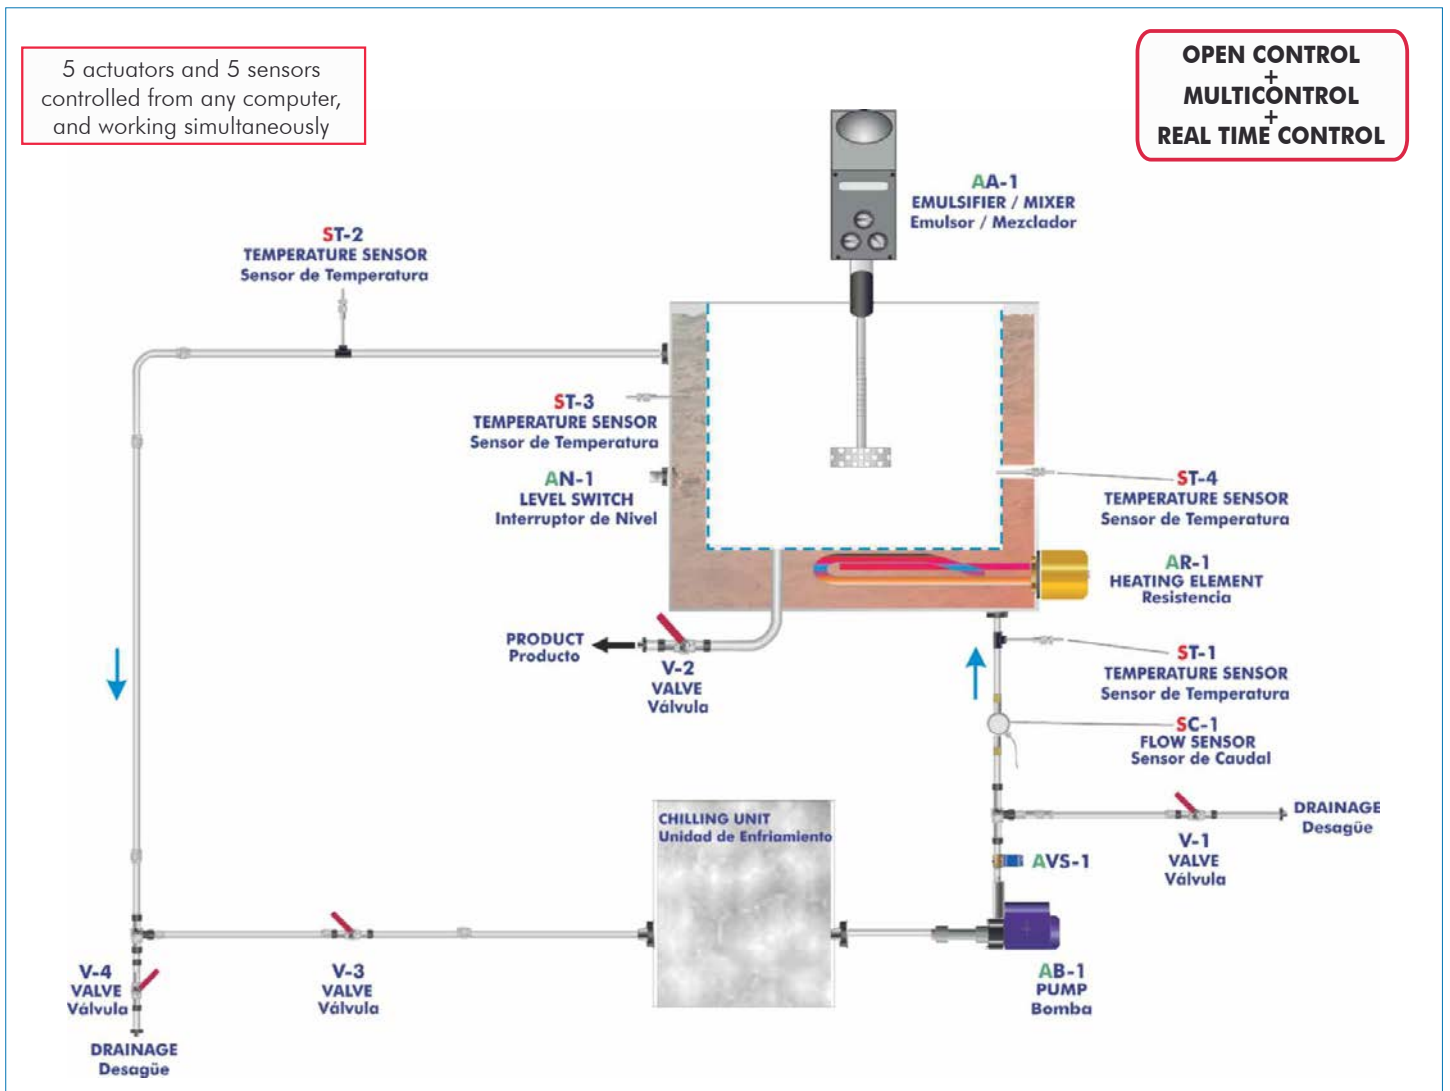 5 actuators and 5 sensors
controlled from any computer,
and working simultaneously
OPEN CONTROL
+
MULTICONTROL
+
REAL TIME CONTROL
AA-1
EMULSIFIER / MIXER
Emulsor / Mezclador
ST-2
TEMPERATURE SENSOR
Sensor de Temperatura
ST-3
TEMPERATURE SENSOR
Sensor de Temperatura
AN-1
LEVEL SWITCH
Interruptor de Nivel
ST-4
TEMPERATURE SENSOR
Sensor de Temperatura
AR-1
HEATING ELEMENT
Resistencia
PRODUCT
Producto
V-2
VALVE
Válvula
ST-1
TEMPERATURE SENSOR
Sensor de Temperatura
SC-1
FLOW SENSOR
Sensor de Caudal
CHILLING UNIT
Unidad de Enfriamiento
DRAINAGE
Desagüe
V-1
VALVE
Válvula
AVS-1
V-4
VALVE
Válvula
V-3
VALVE
Válvula
AB-1
PUMP
Bomba
DRAINAGE
Desagüe